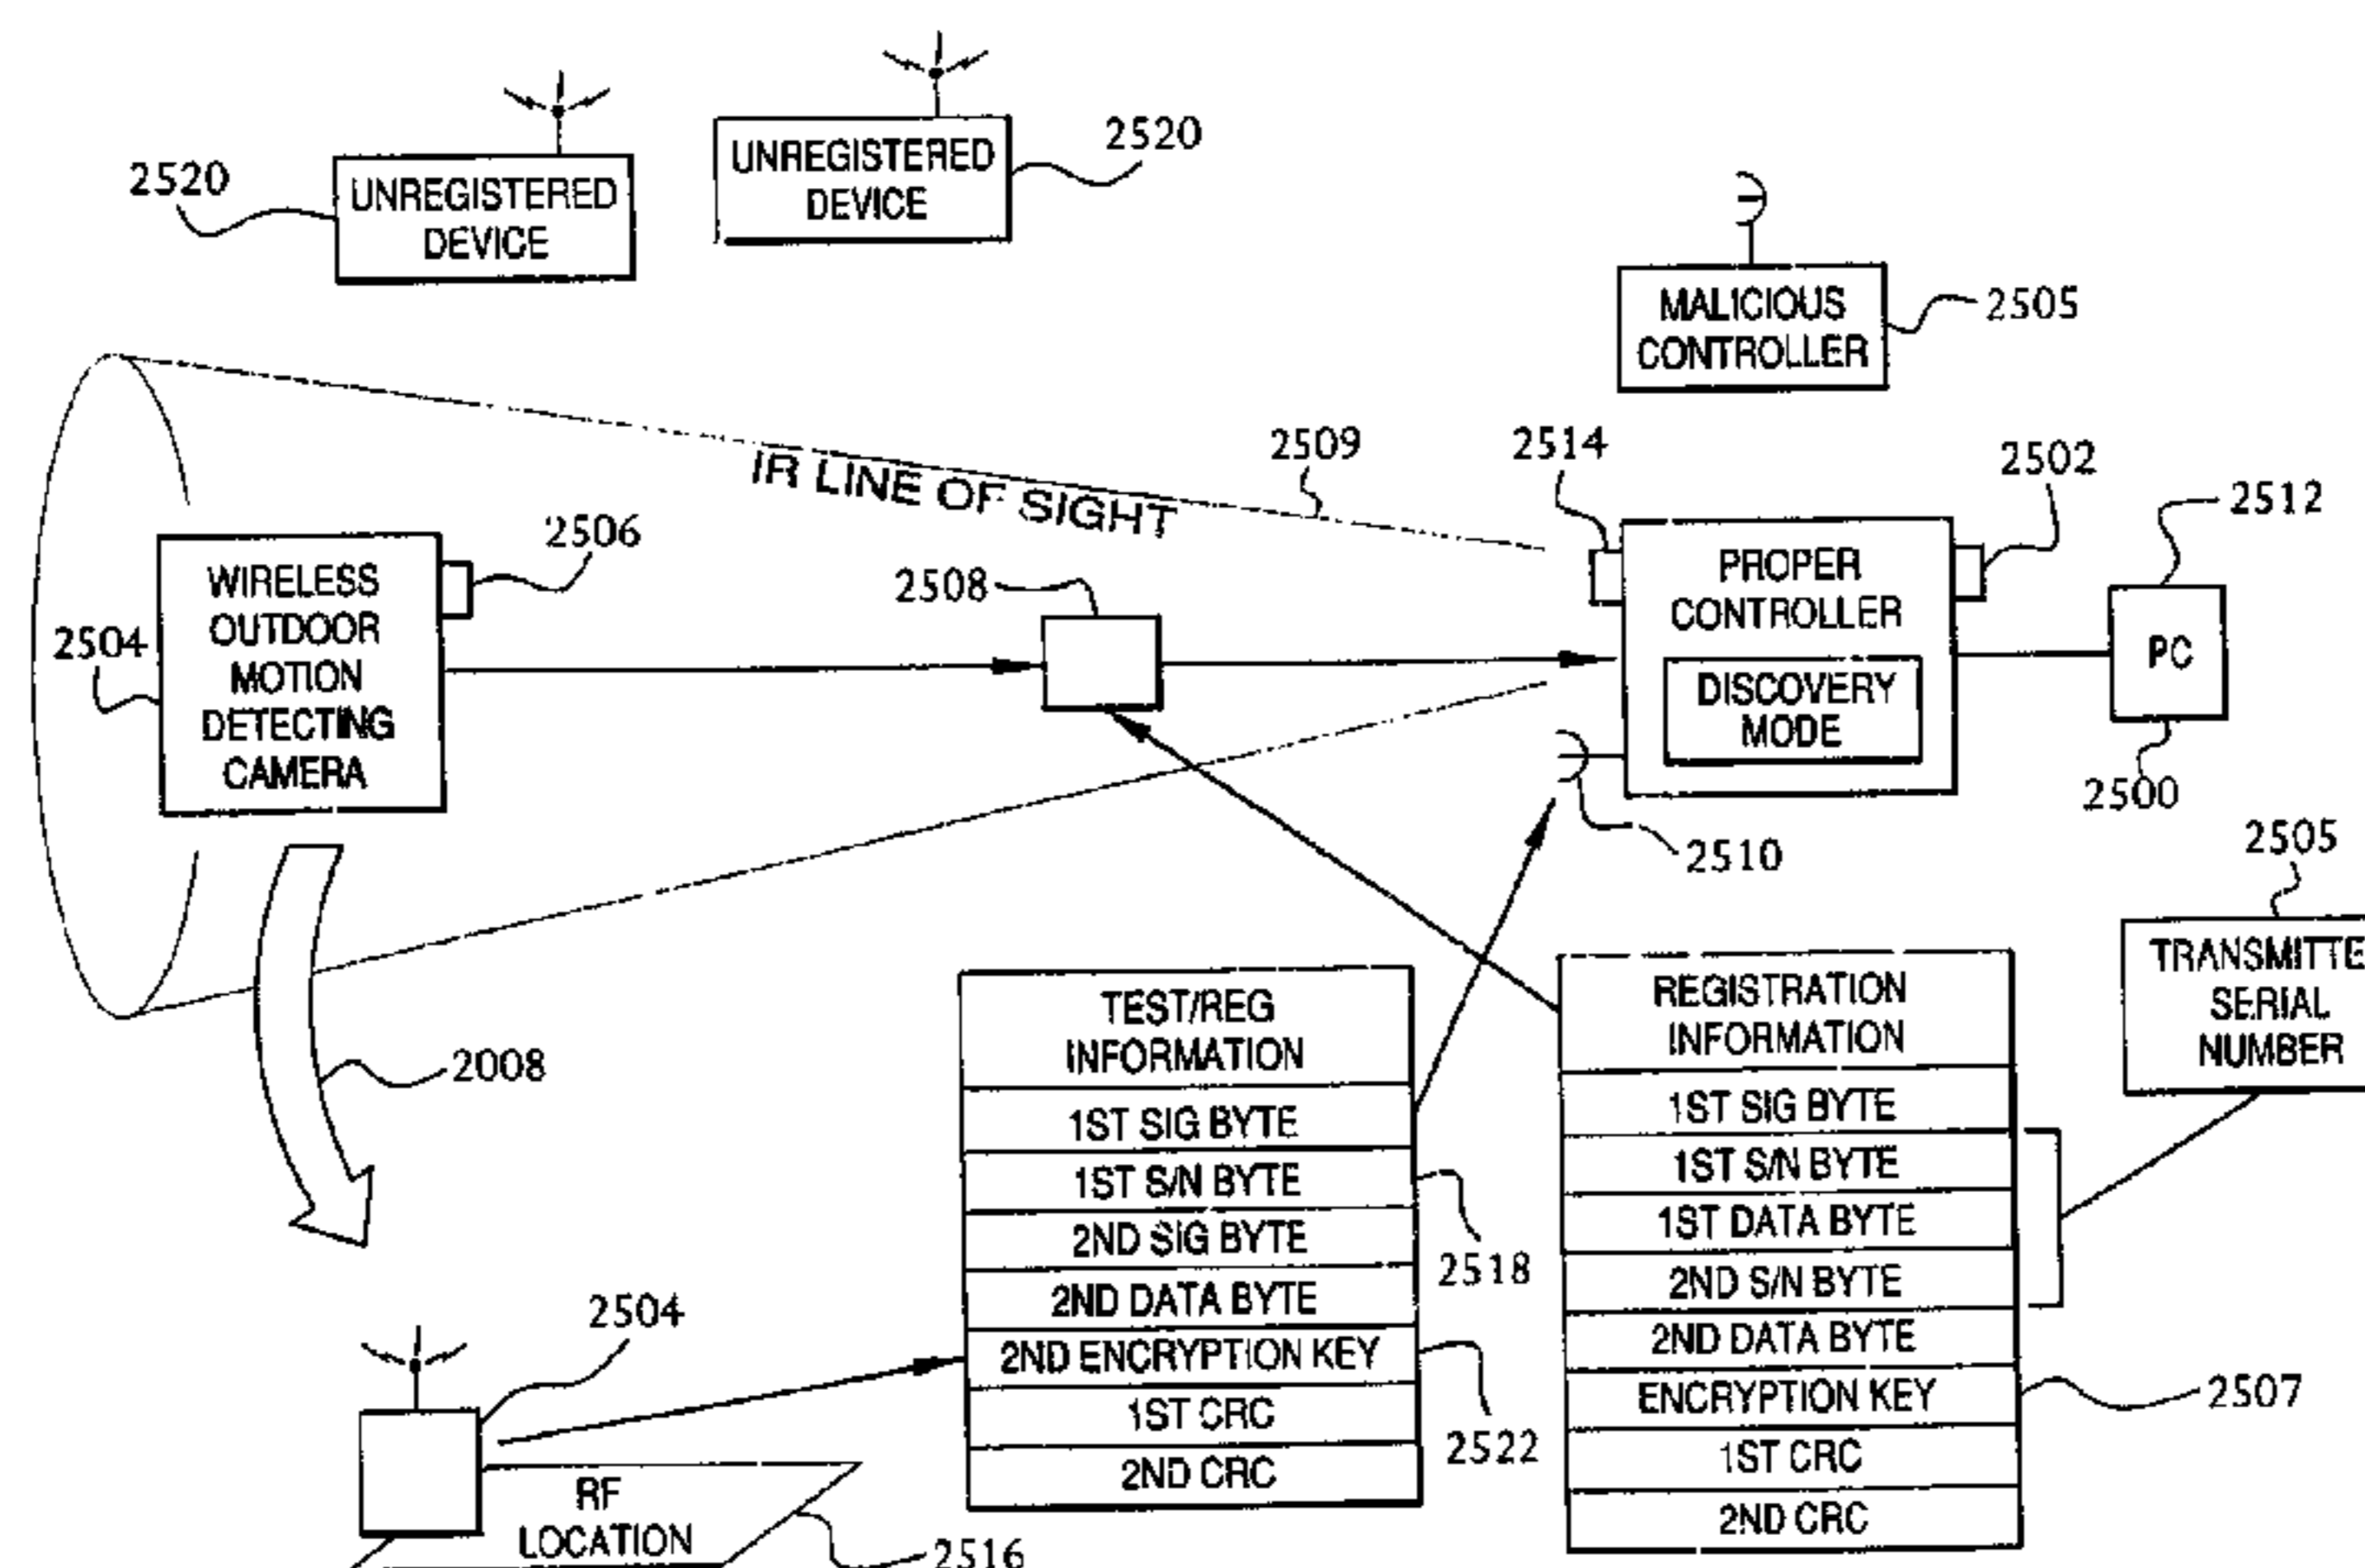 2520
UNREGISTERED
DEVICE
UNREGISTERED
DEVICE
2520
MALICIOUS
CONTROLLER
2505
IR LINE OF SIGHT
2509
2514
2502
2512
WIRELESS
OUTDOOR
MOTION
DETECTING
CAMERA
2504
2506
2508
PROPER
CONTROLLER
DISCOVERY
MODE
PC
2500
2510
2505
TRANSMITTE
SERIAL
NUMBER
2008
TEST/REG
INFORMATION
1ST SIG BYTE
1ST S/N BYTE
2ND SIG BYTE
2ND DATA BYTE
2ND ENCRYPTION KEY
1ST CRC
2ND CRC
2518
2522
REGISTRATION
INFORMATION
1ST SIG BYTE
1ST S/N BYTE
1ST DATA BYTE
2ND S/N BYTE
2ND DATA BYTE
ENCRYPTION KEY
1ST CRC
2ND CRC
2507
2504
RF
LOCATION
2516